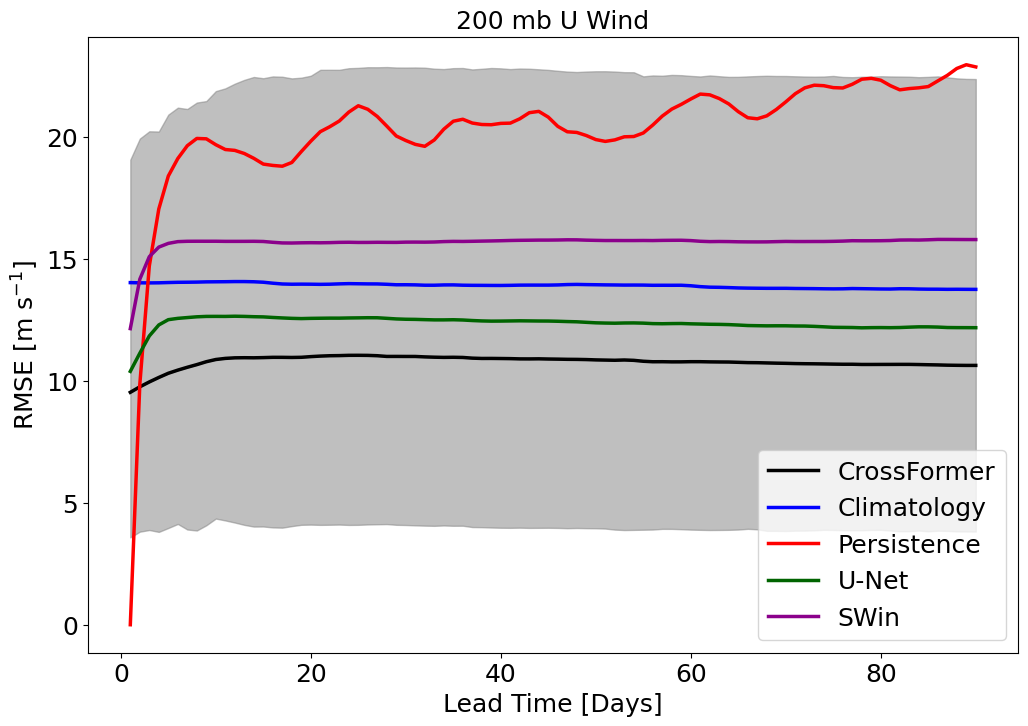 200 mb U Wind
RMSE [m s⁻¹]
20
15
10
5
0
0 20 40 60 80
Lead Time [Days]
CrossFormer
Climatology
Persistence
U-Net
SWin